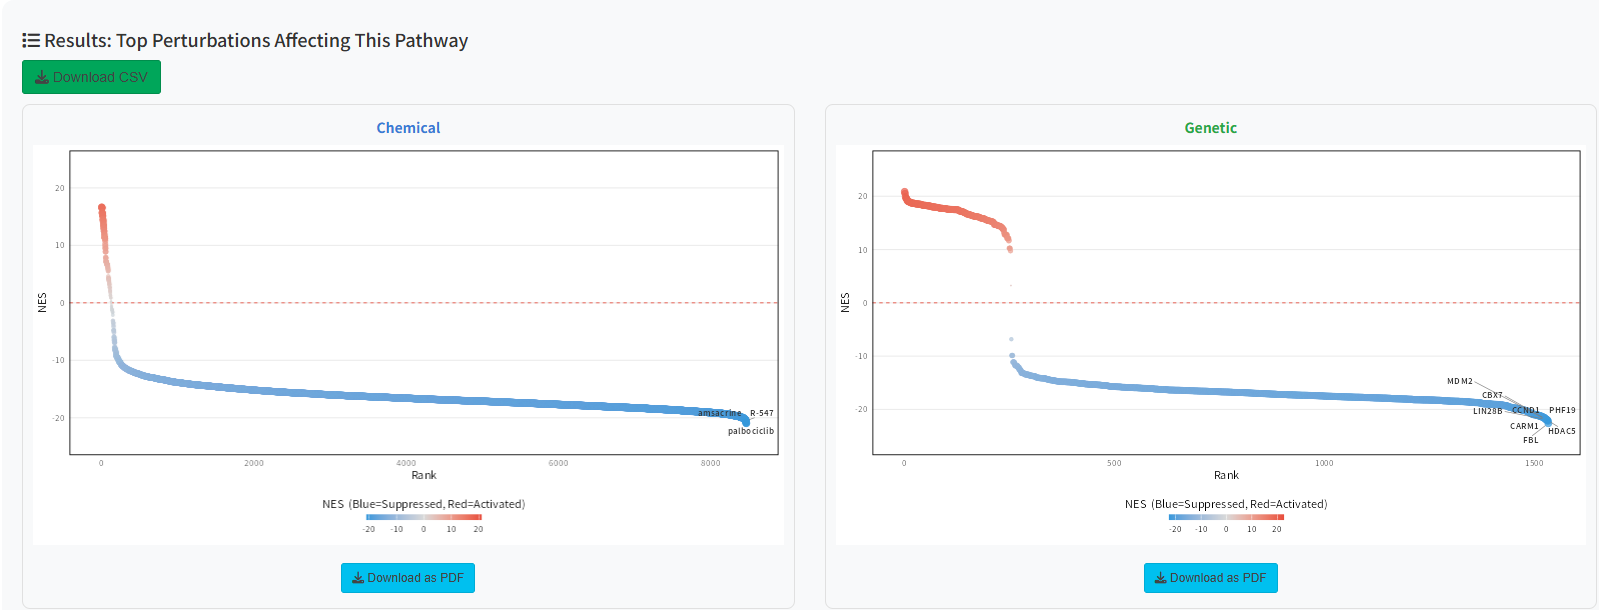 Results: Top Perturbations Affecting This Pathway
Download CSV
Chemical
20
10
0
-10
-20
NES
amsacrine
R-547
palbociclib
0
2000
4000
6000
8000
Rank
NES (Blue=Suppressed, Red=Activated)
-20
-10
0
10
20
Download as PDF
Genetic
20
10
0
-10
-20
NES
MDM2
CBX7
LIN28B
CCND1
PHF19
CARM1
HDAC5
FBL
0
500
1000
1500
Rank
NES (Blue=Suppressed, Red=Activated)
-20
-10
0
10
20
Download as PDF